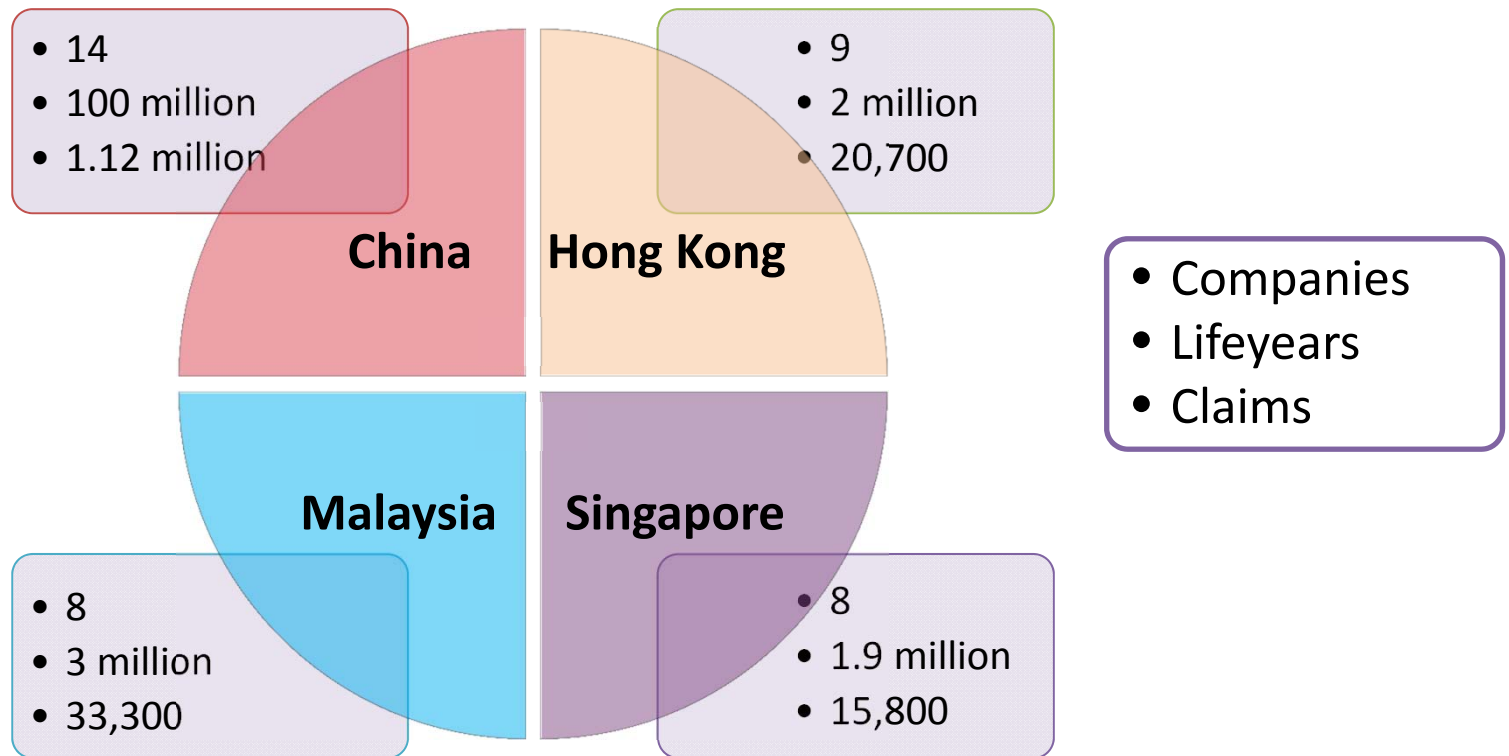 • 14
• 100 million
• 1.12 million
China
• 9
• 2 million
• 20,700
Hong Kong
Malaysia
• 8
• 3 million
• 33,300
Singapore
• 8
• 1.9 million
• 15,800
• Companies
• Lifeyears
• Claims